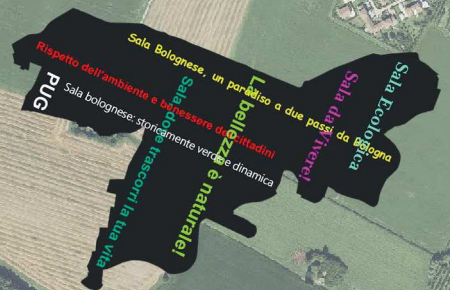 Sala Bolognese, un paradiso a due passi da Bologna
Rispetto dell'ambiente e benessere dei cittadini
Sala bolognese: storicamente verde e dinamica
PUG
Sala dove trascorri la tua vita
La bellezza è naturale!
Sala da Vivere!
Sala Ecologica